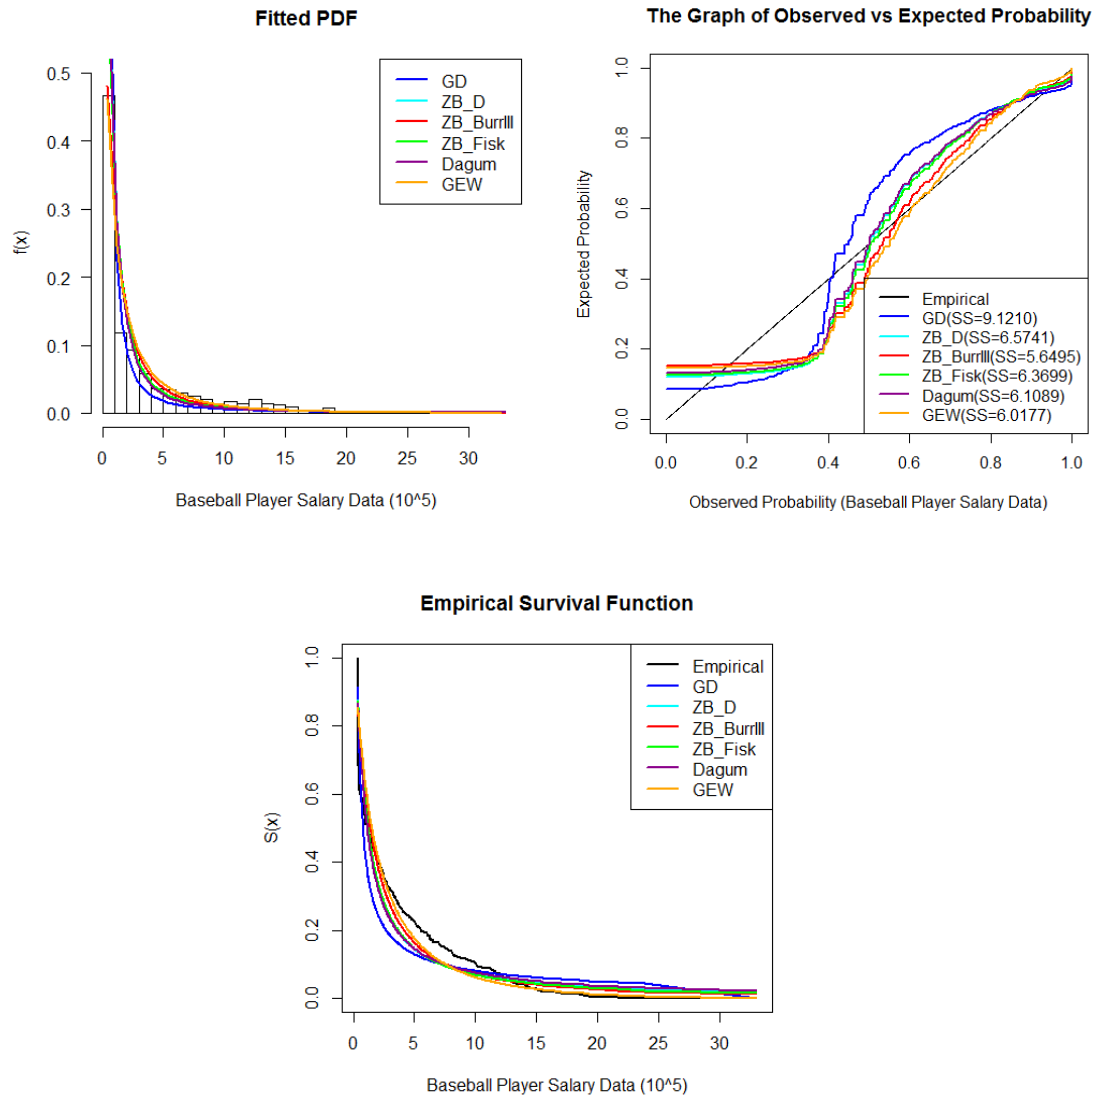 Fitted PDF
f(x)
0.5
0.4
0.3
0.2
0.1
0.0
GD
ZB_D
ZB_BurrIII
ZB_Fisk
Dagum
GEW
0 5 10 15 20 25 30
Baseball Player Salary Data (10^5)
The Graph of Observed vs Expected Probability
Expected Probability
1.0
0.8
0.6
0.4
0.2
0.0
Empirical
GD(SS=9.1210)
ZB_D(SS=6.5741)
ZB_BurrIII(SS=5.6495)
ZB_Fisk(SS=6.3699)
Dagum(SS=6.1089)
GEW(SS=6.0177)
0.0 0.2 0.4 0.6 0.8 1.0
Observed Probability (Baseball Player Salary Data)
Empirical Survival Function
S(x)
1.0
0.8
0.6
0.4
0.2
0.0
Empirical
GD
ZB_D
ZB_BurrIII
ZB_Fisk
Dagum
GEW
0 5 10 15 20 25 30
Baseball Player Salary Data (10^5)